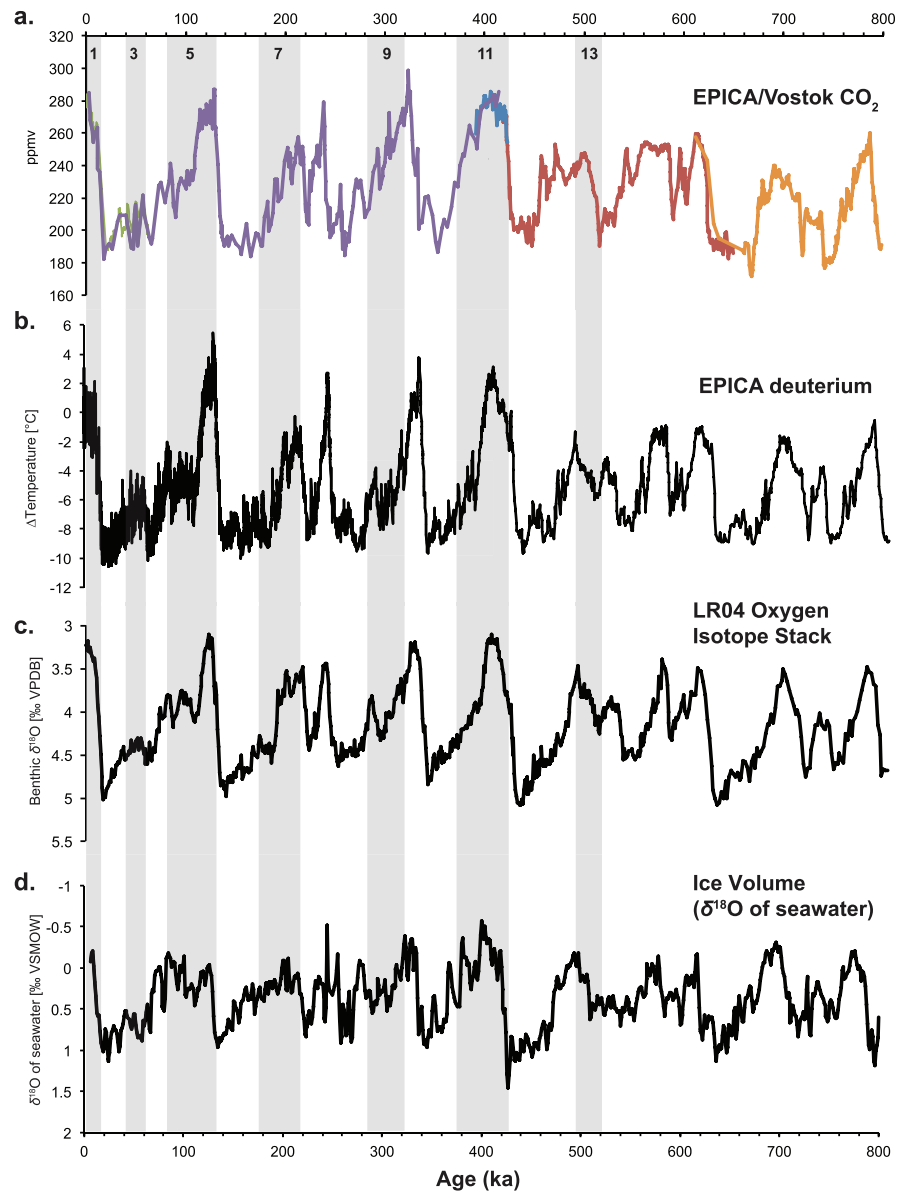 a.
0 100 200 300 400 500 600 700 800
320
300
280
260
240
220
200
180
160
ppmv
1 3 5 7 9 11 13
EPICA/Vostok CO₂
b.
6
4
2
0
-2
-4
-6
-8
-10
-12
ΔTemperature [°C]
EPICA deuterium
c.
3
3.5
4
4.5
5
5.5
Benthic δ¹⁸O [‰ VPDB]
LR04 Oxygen
Isotope Stack
d.
-1
-0.5
0
0.5
1
1.5
2
δ¹⁸O of seawater [‰ VSMOW]
Ice Volume
(δ¹⁸O of seawater)
0 100 200 300 400 500 600 700 800
Age (ka)